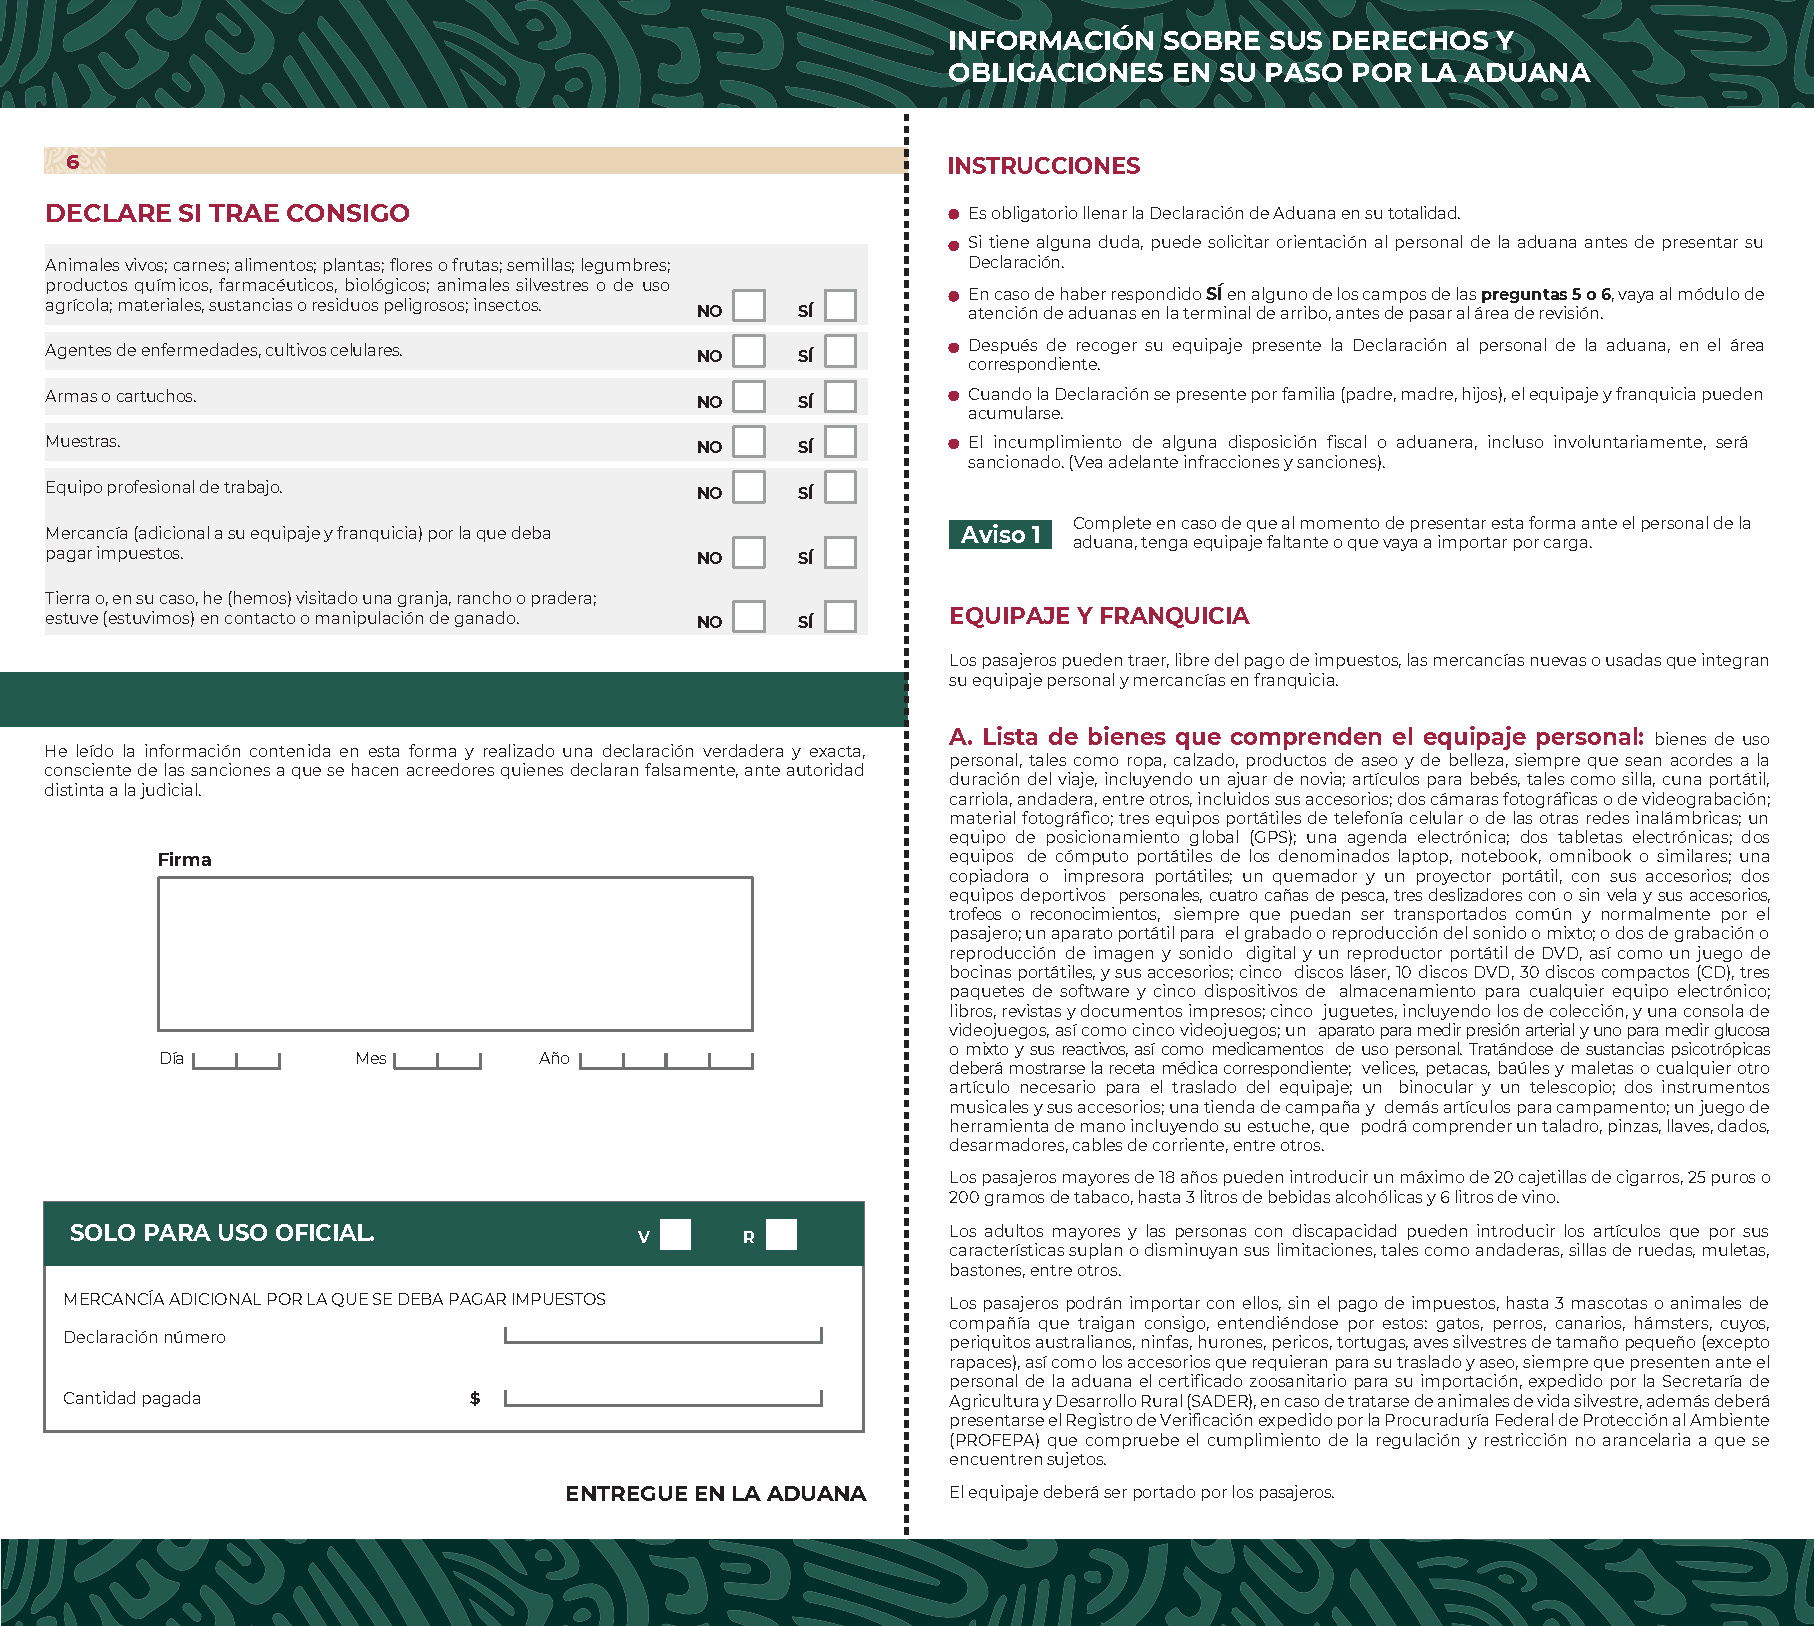 INFORMACIÓN SOBRE SUS DERECHOS Y
OBLIGACIONES EN SU PASO POR LA ADUANA
6
DECLARE SI TRAE CONSIGO
Animales vivos; carnes; alimentos; plantas; flores o frutas; semillas; legumbres;
productos químicos, farmacéuticos, biológicos; animales silvestres o de uso
agrícola; materiales, sustancias o residuos peligrosos; insectos.
NO SÍ
Agentes de enfermedades, cultivos celulares.
NO SÍ
Armas o cartuchos.
NO SÍ
Muestras.
NO SÍ
Equipo profesional de trabajo.
NO SÍ
Mercancía (adicional a su equipaje y franquicia) por la que deba
pagar impuestos.
NO SÍ
Tierra o, en su caso, he (hemos) visitado una granja, rancho o pradera;
estuve (estuvimos) en contacto o manipulación de ganado.
NO SÍ
He leído la información contenida en esta forma y realizado una declaración verdadera y exacta,
consciente de las sanciones a que se hacen acreedores quienes declaran falsamente, ante autoridad
distinta a la judicial.
Firma
Día Mes Año
SOLO PARA USO OFICIAL. V R
MERCANCÍA ADICIONAL POR LA QUE SE DEBA PAGAR IMPUESTOS
Declaración número
Cantidad pagada $
ENTREGUE EN LA ADUANA
INSTRUCCIONES
Es obligatorio llenar la Declaración de Aduana en su totalidad.
Si tiene alguna duda, puede solicitar orientación al personal de la aduana antes de presentar su
Declaración.
En caso de haber respondido SÍ en alguno de los campos de las preguntas 5 o 6, vaya al módulo de
atención de aduanas en la terminal de arribo, antes de pasar al área de revisión.
Después de recoger su equipaje presente la Declaración al personal de la aduana, en el área
correspondiente.
Cuando la Declaración se presente por familia (padre, madre, hijos), el equipaje y franquicia pueden
acumularse.
El incumplimiento de alguna disposición fiscal o aduanera, incluso involuntariamente, será
sancionado. (Vea adelante infracciones y sanciones).
Aviso 1
Complete en caso de que al momento de presentar esta forma ante el personal de la
aduana, tenga equipaje faltante o que vaya a importar por carga.
EQUIPAJE Y FRANQUICIA
Los pasajeros pueden traer, libre del pago de impuestos, las mercancías nuevas o usadas que integran
su equipaje personal y mercancías en franquicia.
A. Lista de bienes que comprenden el equipaje personal: bienes de uso
personal, tales como ropa, calzado, productos de aseo y de belleza, siempre que sean acordes a la
duración del viaje, incluyendo un ajuar de novia; artículos para bebés, tales como silla, cuna portátil,
carriola, andadera, entre otros, incluidos sus accesorios; dos cámaras fotográficas o de videograbación;
material fotográfico; tres equipos portátiles de telefonía celular o de las otras redes inalámbricas; un
equipo de posicionamiento global (GPS); una agenda electrónica; dos tabletas electrónicas; dos
equipos de cómputo portátiles de los denominados laptop, notebook, omnibook o similares; una
copiadora o impresora portátiles; un quemador y un proyector portátil, con sus accesorios; dos
equipos deportivos personales, cuatro cañas de pesca, tres deslizadores con o sin vela y sus accesorios,
trofeos o reconocimientos, siempre que puedan ser transportados común y normalmente por el
pasajero; un aparato portátil para el grabado o reproducción del sonido o mixto; o dos de grabación o
reproducción de imagen y sonido digital y un reproductor portátil de DVD, así como un juego de
bocinas portátiles, y sus accesorios; cinco discos láser, 10 discos DVD, 30 discos compactos (CD), tres
paquetes de software y cinco dispositivos de almacenamiento para cualquier equipo electrónico;
libros, revistas y documentos impresos; cinco juguetes, incluyendo los de colección, y una consola de
videojuegos, así como cinco videojuegos; un aparato para medir presión arterial y uno para medir glucosa
o mixto y sus reactivos, así como medicamentos de uso personal. Tratándose de sustancias psicotrópicas
deberá mostrarse la receta médica correspondiente; velices, petacas, baúles y maletas o cualquier otro
artículo necesario para el traslado del equipaje; un binocular y un telescopio; dos instrumentos
musicales y sus accesorios; una tienda de campaña y demás artículos para campamento; un juego de
herramienta de mano incluyendo su estuche, que podrá comprender un taladro, pinzas, llaves, dados,
desarmadores, cables de corriente, entre otros.
Los pasajeros mayores de 18 años pueden introducir un máximo de 20 cajetillas de cigarros, 25 puros o
200 gramos de tabaco, hasta 3 litros de bebidas alcohólicas y 6 litros de vino.
Los adultos mayores y las personas con discapacidad pueden introducir los artículos que por sus
características suplan o disminuyan sus limitaciones, tales como andaderas, sillas de ruedas, muletas,
bastones, entre otros.
Los pasajeros podrán importar con ellos, sin el pago de impuestos, hasta 3 mascotas o animales de
compañía que traigan consigo, entendiéndose por estos: gatos, perros, canarios, hámsters, cuyos,
periquitos australianos, ninfas, hurones, pericos, tortugas, aves silvestres de tamaño pequeño (excepto
rapaces), así como los accesorios que requieran para su traslado y aseo, siempre que presenten ante el
personal de la aduana el certificado zoosanitario para su importación, expedido por la Secretaría de
Agricultura y Desarrollo Rural (SADER), en caso de tratarse de animales de vida silvestre, además deberá
presentarse el Registro de Verificación expedido por la Procuraduría Federal de Protección al Ambiente
(PROFEPA) que compruebe el cumplimiento de la regulación y restricción no arancelaria a que se
encuentren sujetos.
El equipaje deberá ser portado por los pasajeros.